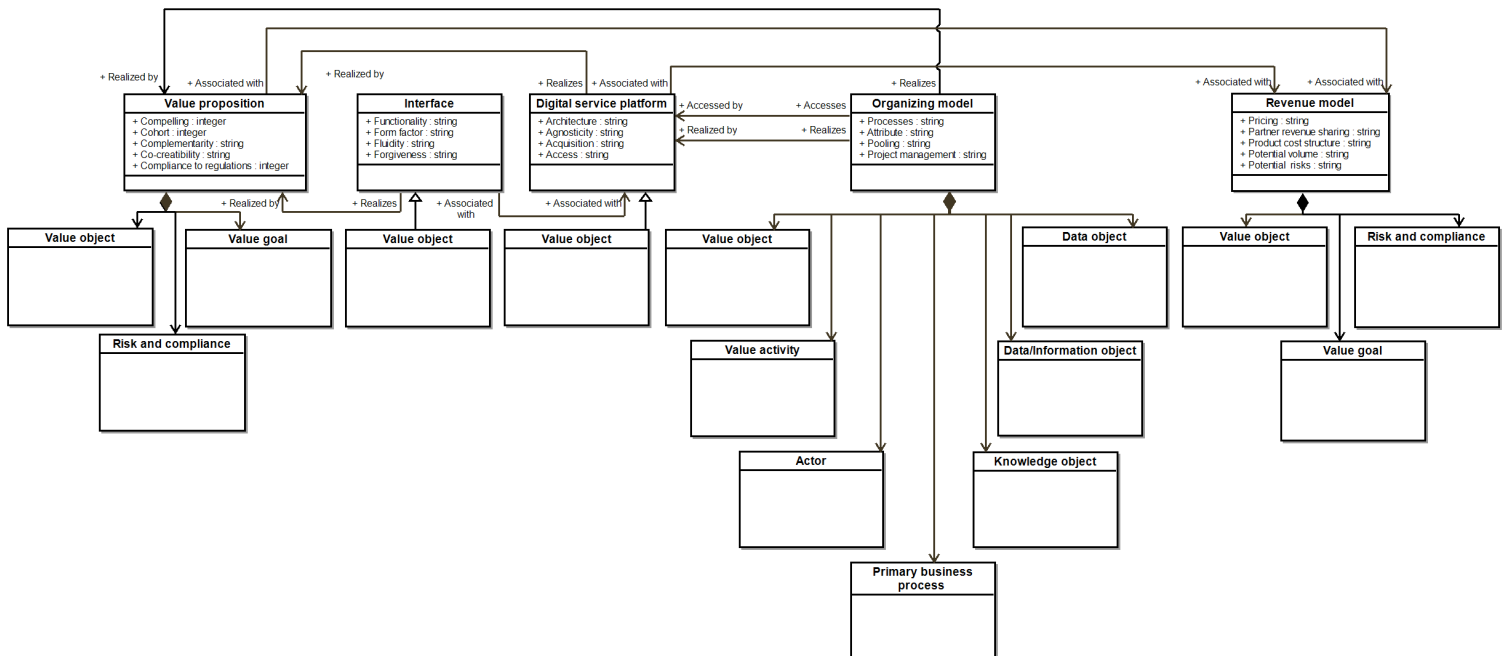 + Realized by
+ Associated with
+ Realized by
+ Realizes
+ Associated with
+ Realizes
+ Associated with
+ Associated with
Value proposition
+ Compelling : integer
+ Cohort : integer
+ Complementarity : string
+ Co-creatibility : string
+ Compliance to regulations : integer
Interface
+ Functionality : string
+ Form factor : string
+ Fluidity : string
+ Forgiveness : string
Digital service platform
+ Architecture : string
+ Agnosticity : string
+ Acquisition : string
+ Access : string
+ Accessed by
+ Accesses
+ Realized by
+ Realizes
Organizing model
+ Processes : string
+ Attribute : string
+ Pooling : string
+ Project management : string
Revenue model
+ Pricing : string
+ Partner revenue sharing : string
+ Product cost structure : string
+ Potential volume : string
+ Potential risks : string
+ Realized by
+ Realizes
+ Associated
with
+ Associated with
Value object
Value goal
Value object
Value object
Value object
Data object
Value object
Risk and compliance
Risk and compliance
Value activity
Data/Information object
Value goal
Actor
Knowledge object
Primary business
process